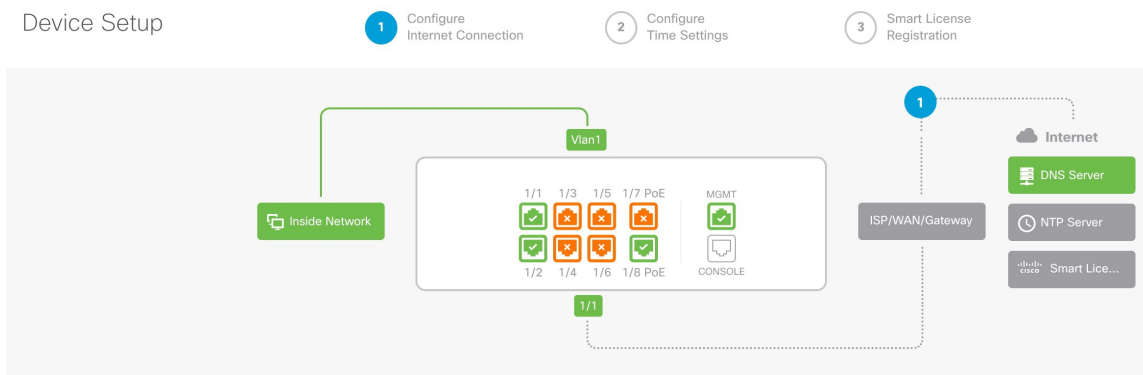 Device Setup
1
Configure
Internet Connection
2
Configure
Time Settings
3
Smart License
Registration
1
Internet
Vlan1
DNS Server
1/1 1/3 1/5 1/7 PoE MGMT
Inside Network
ISP/WAN/Gateway
NTP Server
1/2 1/4 1/6 1/8 PoE CONSOLE
cisco Smart Lice...
1/1